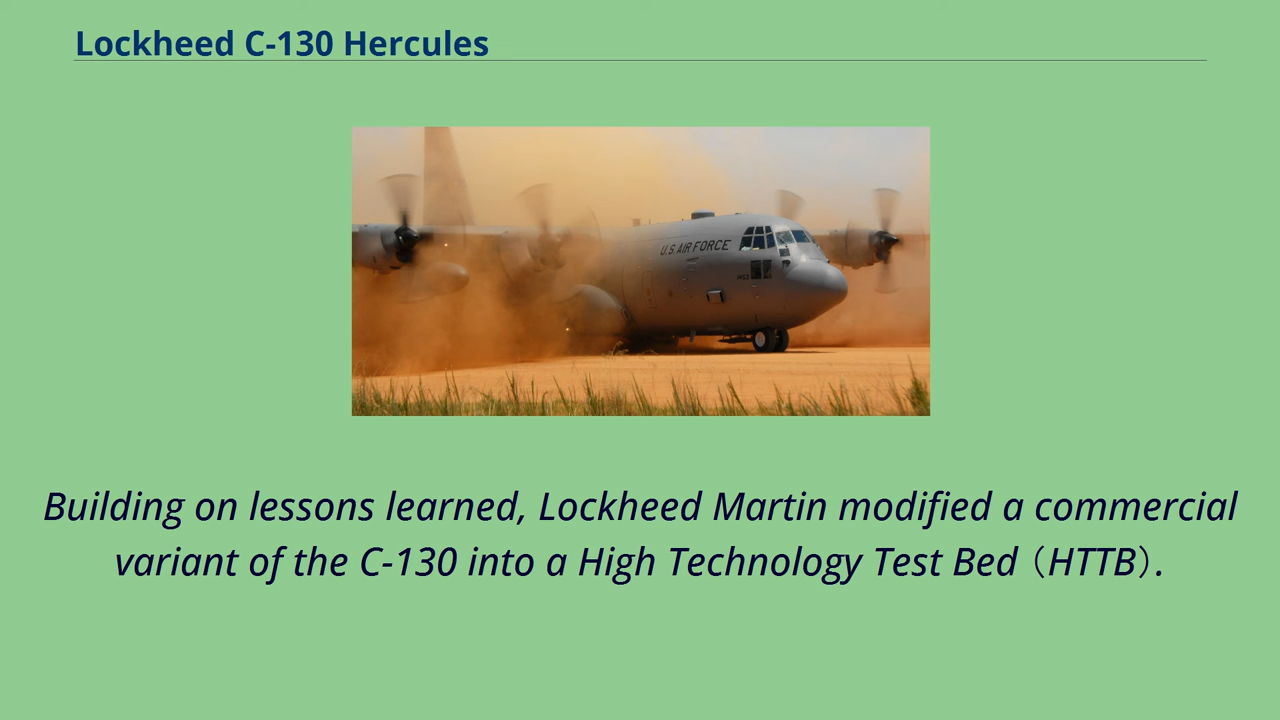 Lockheed C-130 Hercules
U.S. AIR FORCE
Building on lessons learned, Lockheed Martin modified a commercial
variant of the C-130 into a High Technology Test Bed（HTTB）.